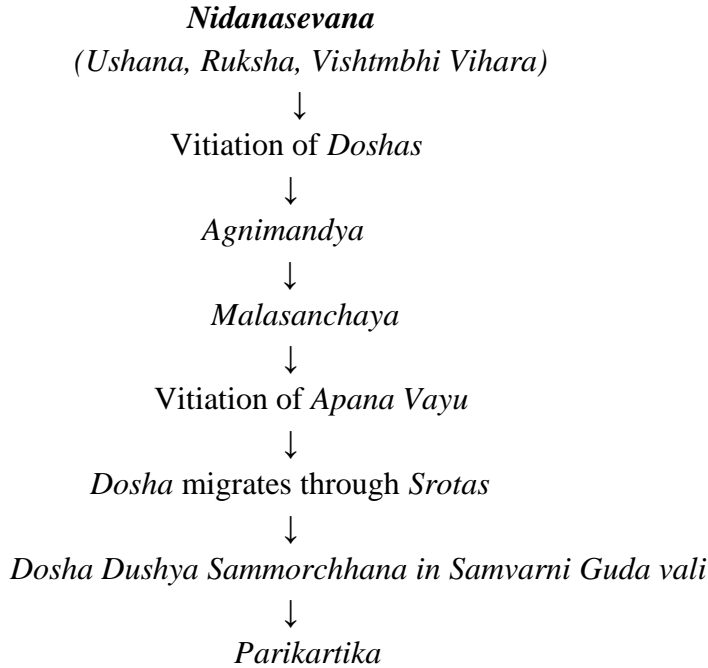 Nidanasevana
(Ushana, Ruksha, Vishtmbhi Vihara)
↓
Vitiation of Doshas
↓
Agnimandya
↓
Malasanchaya
↓
Vitiation of Apana Vayu
↓
Dosha migrates through Srotas
↓
Dosha Dushya Sammorchhana in Samvarni Guda vali
↓
Parikartika